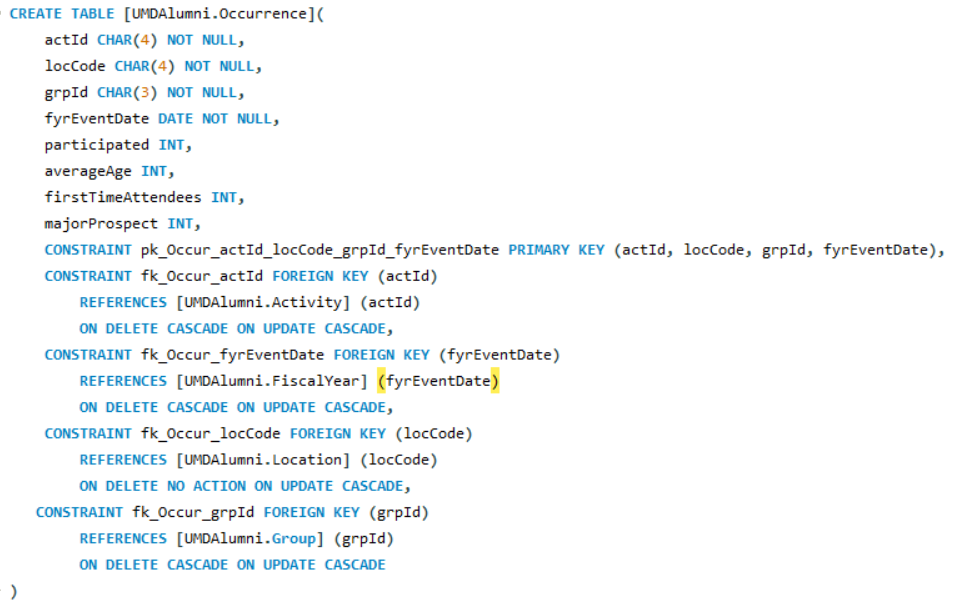 CREATE TABLE [UMDAlumni.Occurrence](
actId CHAR(4) NOT NULL,
locCode CHAR(4) NOT NULL,
grpId CHAR(3) NOT NULL,
fyrEventDate DATE NOT NULL,
participated INT,
averageAge INT,
firstTimeAttendees INT,
majorProspect INT,
CONSTRAINT pk_Occur_actId_locCode_grpId_fyrEventDate PRIMARY KEY (actId, locCode, grpId, fyrEventDate),
CONSTRAINT fk_Occur_actId FOREIGN KEY (actId)
REFERENCES [UMDAlumni.Activity] (actId)
ON DELETE CASCADE ON UPDATE CASCADE,
CONSTRAINT fk_Occur_fyrEventDate FOREIGN KEY (fyrEventDate)
REFERENCES [UMDAlumni.FiscalYear] (fyrEventDate)
ON DELETE CASCADE ON UPDATE CASCADE,
CONSTRAINT fk_Occur_locCode FOREIGN KEY (locCode)
REFERENCES [UMDAlumni.Location] (locCode)
ON DELETE NO ACTION ON UPDATE CASCADE,
CONSTRAINT fk_Occur_grpId FOREIGN KEY (grpId)
REFERENCES [UMDAlumni.Group] (grpId)
ON DELETE CASCADE ON UPDATE CASCADE
)